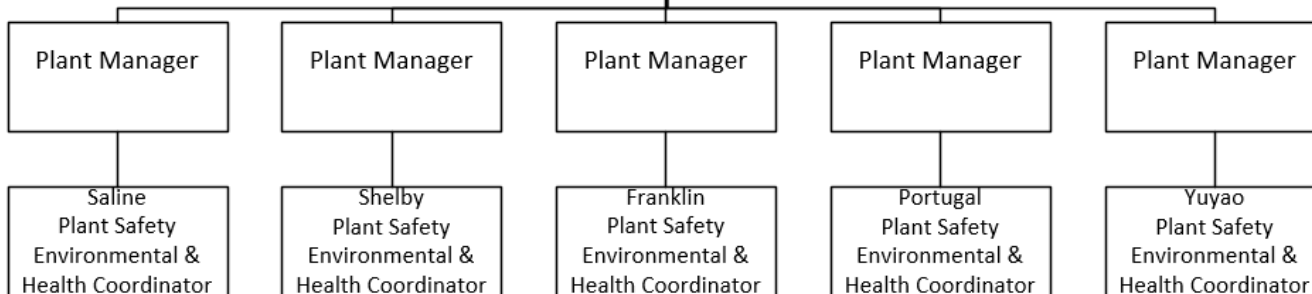 Plant Manager
Plant Manager
Plant Manager
Plant Manager
Plant Manager
Saline
Plant Safety
Environmental &
Health Coordinator
Shelby
Plant Safety
Environmental &
Health Coordinator
Franklin
Plant Safety
Environmental &
Health Coordinator
Portugal
Plant Safety
Environmental &
Health Coordinator
Yuyao
Plant Safety
Environmental &
Health Coordinator